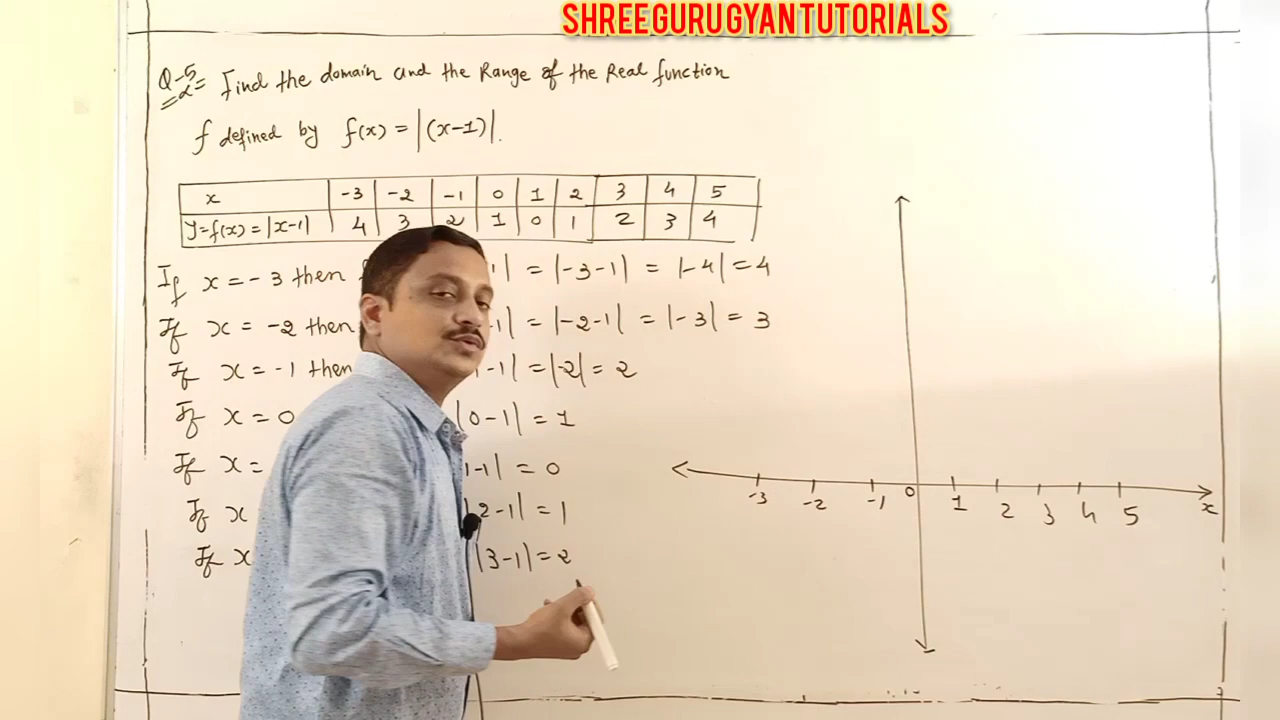 SHREE GURU GYAN TUTORIALS
Q-5 Find the domain and the Range of the Real function
f defined by f(x) = |(x-1)|.
x -3 -2 -1 0 1 2 3 4 5
y=f(x)=|x-1| 4 3 2 1 0 1 2 3 4
If x = -3 then | = |-3-1| = |-4| = 4
If x = -2 then -1| = |-2-1| = |-3| = 3
If x = -1 then -1| = |-2| = 2
If x = 0 |0-1| = 1
If x = 1-1| = 0
If x |2-1| = 1
If x |3-1| = 2
-3 -2 -1 0 1 2 3 4 5 x